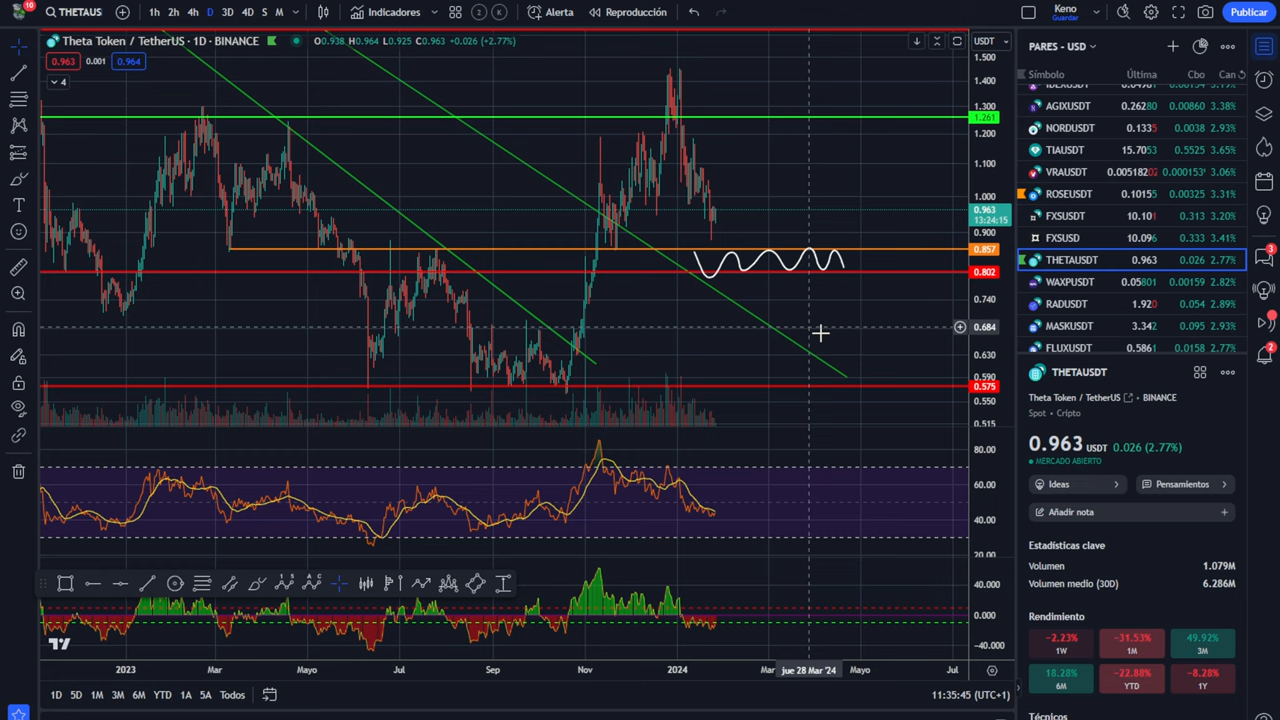 10
THETAUS
1h 2h 4h D 3D 4D S M
Indicadores
Alerta
Reproducción
Keno
Guardar
Publicar
Theta Token / TetherUS · 1D · BINANCE
O0.938 H0.964 L0.925 C0.963 +0.026 (+2.77%)
0.963 0.001 0.964
4
USDT
1.500
1.400
1.300
1.261
1.200
1.100
1.000
0.963
13:24:15
0.900
0.857
0.802
0.740
0.684
0.630
0.590
0.575
0.550
0.515
80.00
60.00
40.00
20.00
40.000
0.000
-40.000
2023 Mar Mayo Jul Sep Nov 2024 Mar jue 28 Mar '24 Mayo Jul
1D 5D 1M 3M 6M YTD 1A 5A Todos
11:35:45 (UTC+1)
PARES - USD
Símbolo Última Cbo Can
AGIXUSDT 0.26280 0.00860 3.38%
NORDUSDT 0.1335 0.0038 2.93%
TIAUSDT 15.7053 0.5525 3.65%
VRAUSDT 0.00518202 0.000153 3.06%
ROSEUSDT 0.10155 0.00325 3.31%
FXSUSDT 10.101 0.313 3.20%
FXSUSD 10.096 0.333 3.41%
THETAUSDT 0.963 0.026 2.77%
WAXPUSDT 0.05801 0.00159 2.82%
RADUSDT 1.920 0.054 2.89%
MASKUSDT 3.342 0.095 2.93%
FLUXUSDT 0.5861 0.0158 2.77%
THETAUSDT
Theta Token / TetherUS · BINANCE
Spot · Cripto
0.963 USDT 0.026 (2.77%)
MERCADO ABIERTO
Ideas
Pensamientos
Añadir nota
Estadísticas clave
Volumen 1.079M
Volumen medio (30D) 6.286M
Rendimiento
−2.23% −31.53% 49.92%
1W 1M 3M
18.28% −22.88% −8.28%
6M YTD 1Y
Técnicos
3
2